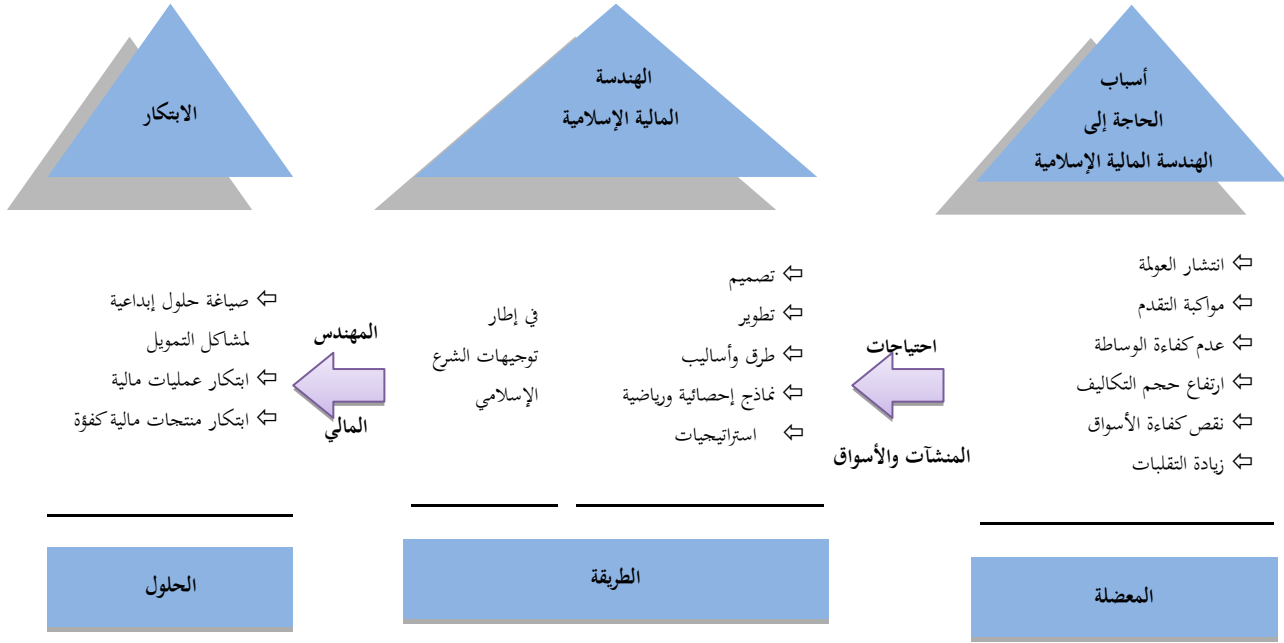 أسباب
الحاجة إلى
الهندسة المالية الإسلامية
الهندسة
المالية الإسلامية
الابتكار
⇦ انتشار العولمة
⇦ مواكبة التقدم
⇦ عدم كفاءة الوساطة
⇦ ارتفاع حجم التكاليف
⇦ نقص كفاءة الأسواق
⇦ زيادة التقلبات
احتياجات
المنشآت والأسواق
⇦ تصميم
⇦ تطوير
⇦ طرق وأساليب
⇦ نماذج إحصائية ورياضية
⇦ استراتيجيات
في إطار
توجيهات الشرع
الإسلامي
المهندس
المالي
⇦ صياغة حلول إبداعية
لمشاكل التمويل
⇦ ابتكار عمليات مالية
⇦ ابتكار منتجات مالية كفؤة
المعضلة
الطريقة
الحلول